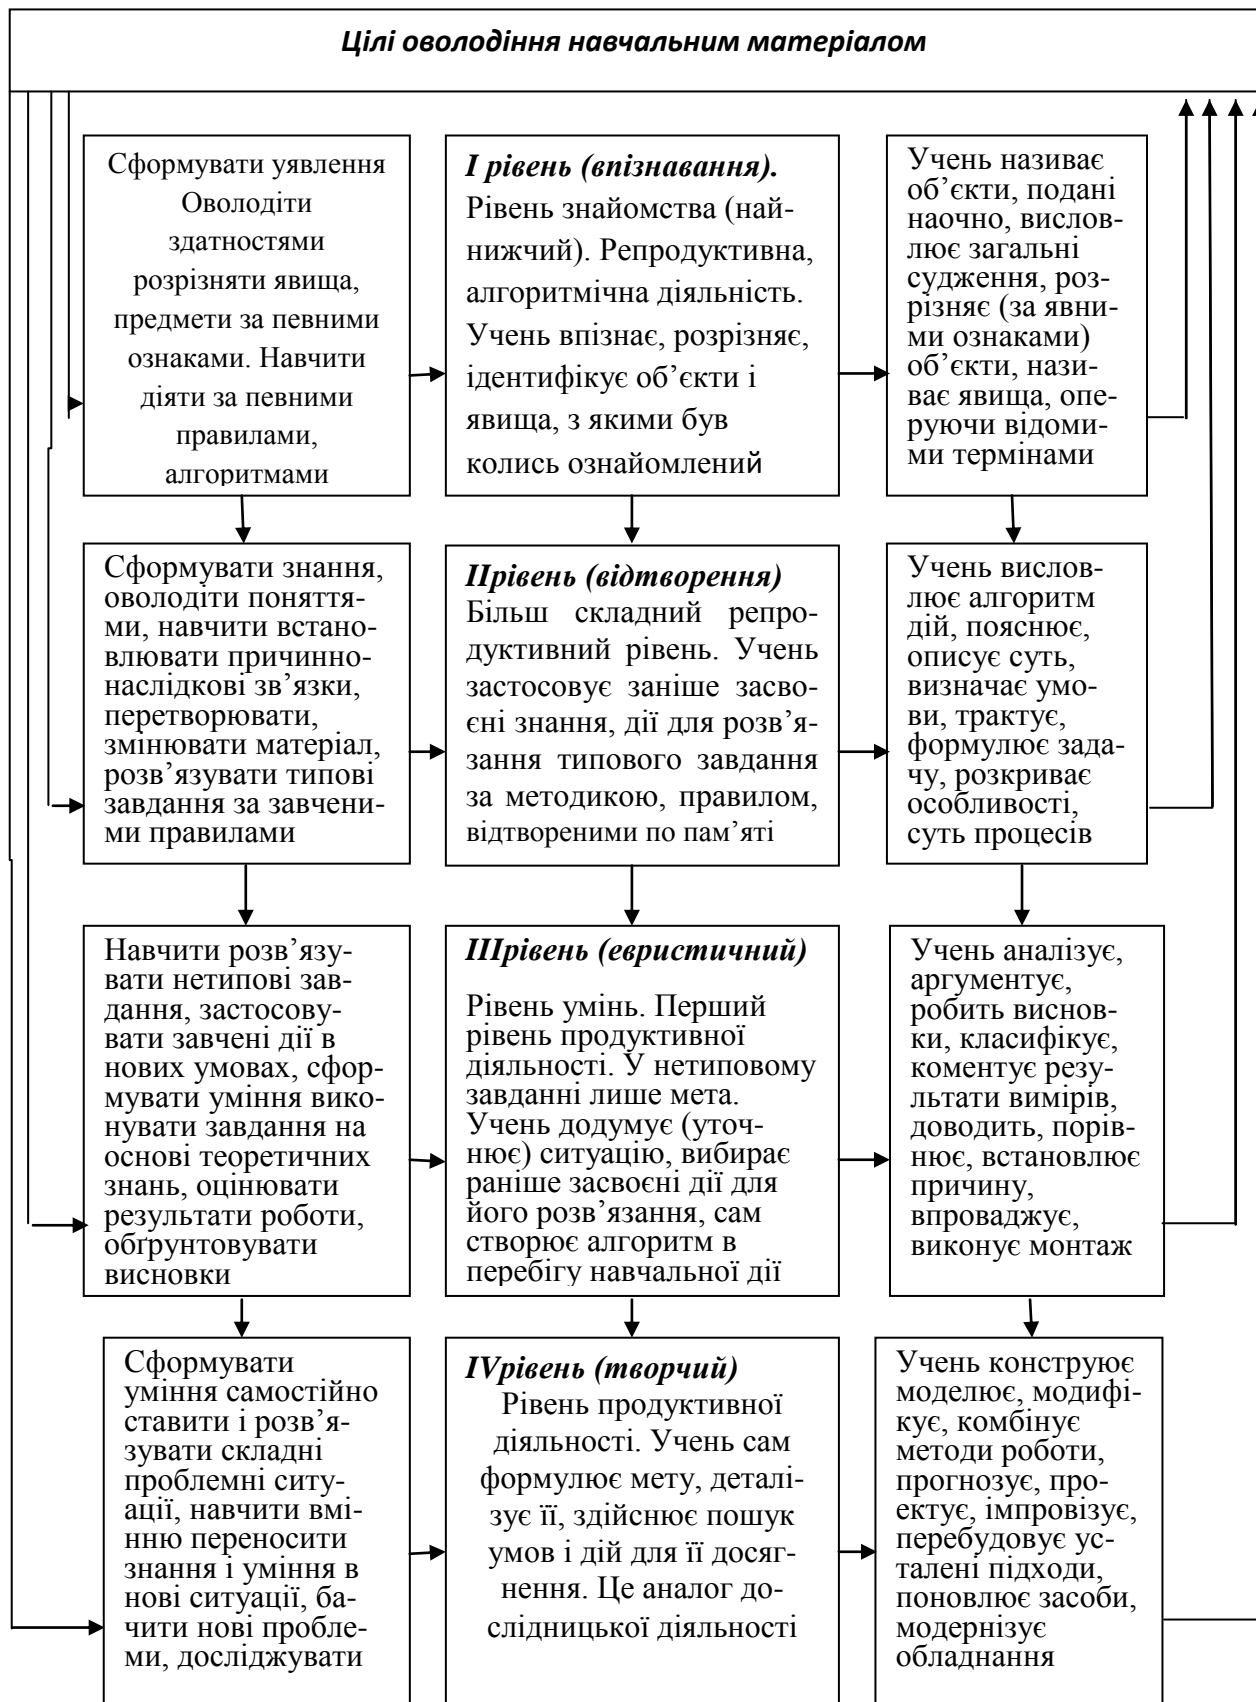 Цілі оволодіння навчальним матеріалом
Сформувати уявлення
Оволодіти
здатностями
розрізняти явища,
предмети за певними
ознаками. Навчити
діяти за певними
правилами,
алгоритмами
І рівень (впізнавання).
Рівень знайомства (най-
нижчий). Репродуктивна,
алгоритмічна діяльність.
Учень впізнає, розрізняє,
ідентифікує об’єкти і
явища, з якими був
колись ознайомлений
Учень називає
об’єкти, подані
наочно, вислов-
лює загальні
судження, роз-
різняє (за явни-
ми ознаками)
об’єкти, нази-
ває явища, опе-
руючи відоми-
ми термінами
Сформувати знання,
оволодіти поняття-
ми, навчити встано-
влювати причинно-
наслідкові зв’язки,
перетворювати,
змінювати матеріал,
розв’язувати типові
завдання за завчени-
ми правилами
ІІрівень (відтворення)
Більш складний репро-
дуктивний рівень. Учень
застосовує заніше засво-
єні знання, дії для розв’я-
зання типового завдання
за методикою, правилом,
відтвореними по пам’яті
Учень вислов-
лює алгоритм
дій, пояснює,
описує суть,
визначає умо-
ви, трактує,
формулює зада-
чу, розкриває
особливості,
суть процесів
Навчити розв’язу-
вати нетипові зав-
дання, застосову-
вати завчені дії в
нових умовах, сфор-
мувати уміння вико-
нувати завдання на
основі теоретичних
знань, оцінювати
результати роботи,
обґрунтовувати
висновки
ІІІрівень (евристичний)
Рівень умінь. Перший
рівень продуктивної
діяльності. У нетиповому
завданні лише мета.
Учень додумує (уточ-
нює) ситуацію, вибирає
раніше засвоєні дії для
його розв’язання, сам
створює алгоритм в
перебігу навчальної дії
Учень аналізує,
аргументує,
робить виснов-
ки, класифікує,
коментує резу-
льтати вимірів,
доводить, порів-
нює, встановлює
причину,
впроваджує,
виконує монтаж
Сформувати
уміння самостійно
ставити і розв’я-
зувати складні
проблемні ситу-
ації, навчити вмі-
нню переносити
знання і уміння в
нові ситуації, ба-
чити нові пробле-
ми, досліджувати
ІVрівень (творчий)
Рівень продуктивної
діяльності. Учень сам
формулює мету, деталі-
зує її, здійснює пошук
умов і дій для її досяг-
нення. Це аналог до-
слідницької діяльності
Учень конструює
моделює, модифі-
кує, комбінує
методи роботи,
прогнозує, про-
ектує, імпровізує,
перебудовує ус-
талені підходи,
поновлює засоби,
модернізує
обладнання